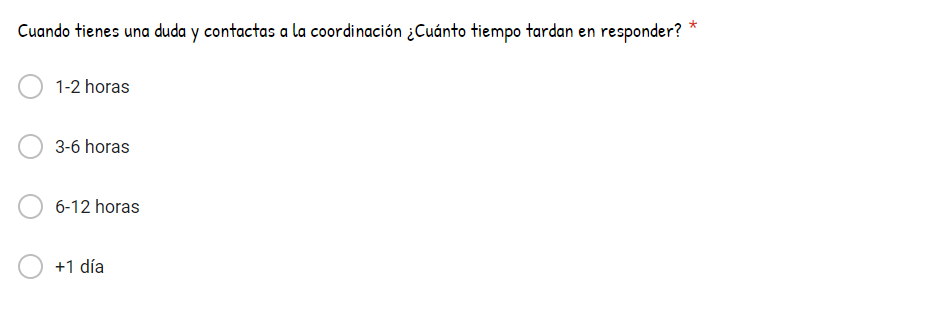 Cuando tienes una duda y contactas a la coordinación ¿Cuánto tiempo tardan en responder? *
1-2 horas
3-6 horas
6-12 horas
+1 día